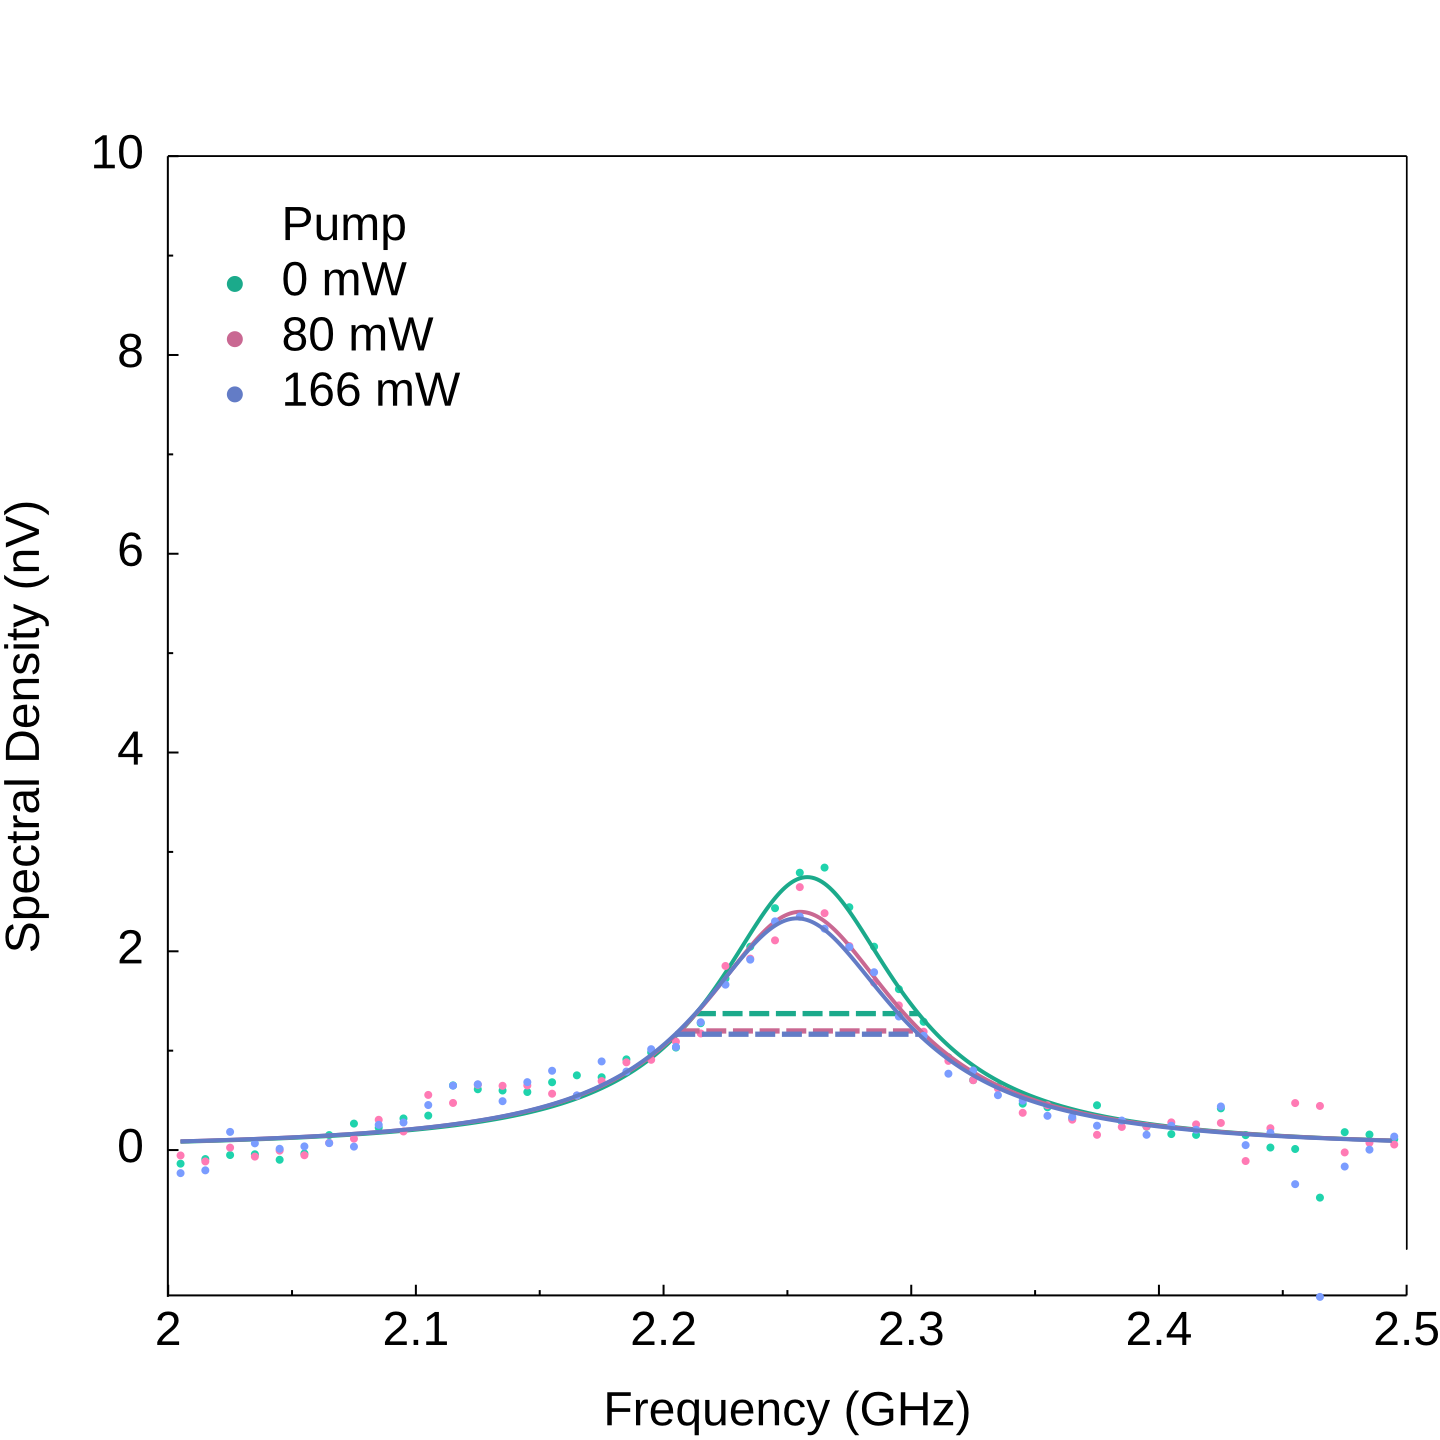 10
8
6
4
2
0
Spectral Density (nV)
Pump
0 mW
80 mW
166 mW
2 2.1 2.2 2.3 2.4 2.5
Frequency (GHz)